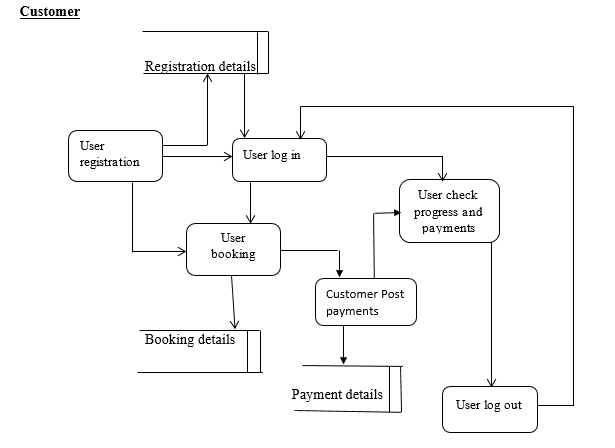 Customer
Registration details
User
registration
User log in
User check
progress and
payments
User
booking
Customer Post
payments
Booking details
Payment details
User log out